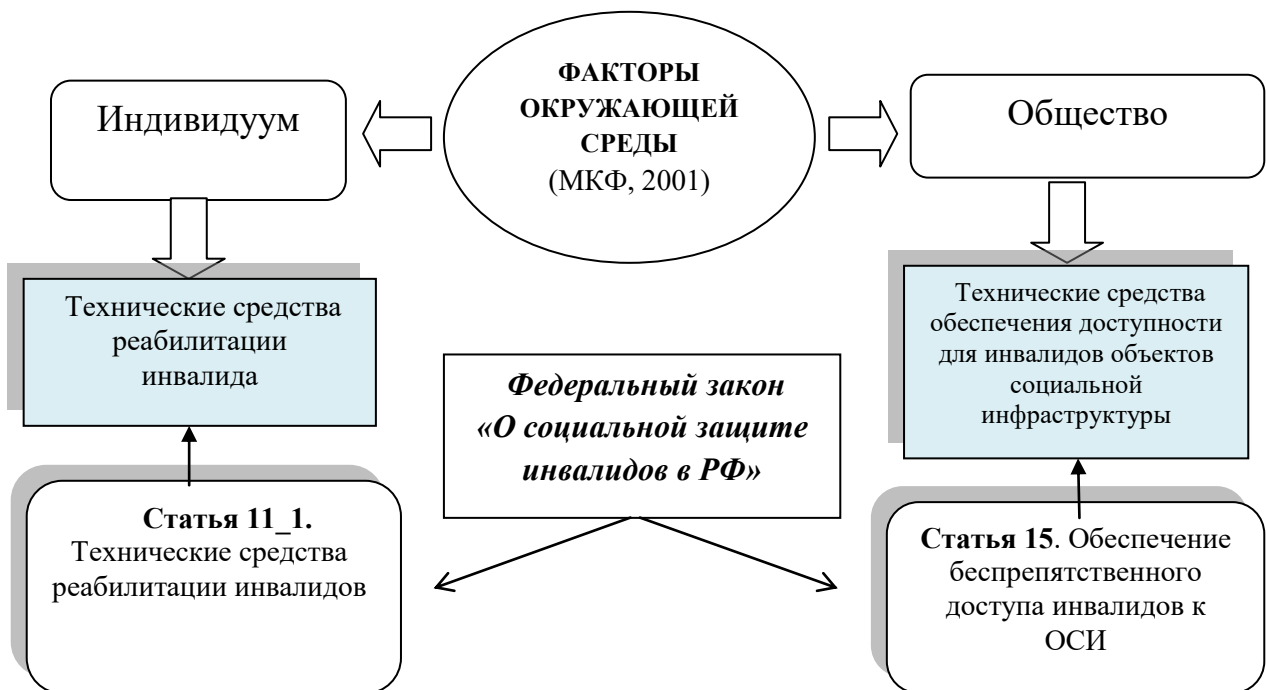 ФАКТОРЫ
ОКРУЖАЮЩЕЙ
СРЕДЫ
(МКФ, 2001)
Индивидуум
Общество
Технические средства
реабилитации
инвалида
Технические средства
обеспечения доступности
для инвалидов объектов
социальной
инфраструктуры
Федеральный закон
«О социальной защите
инвалидов в РФ»
Статья 11_1.
Технические средства
реабилитации инвалидов
Статья 15. Обеспечение
беспрепятственного
доступа инвалидов к
ОСИ